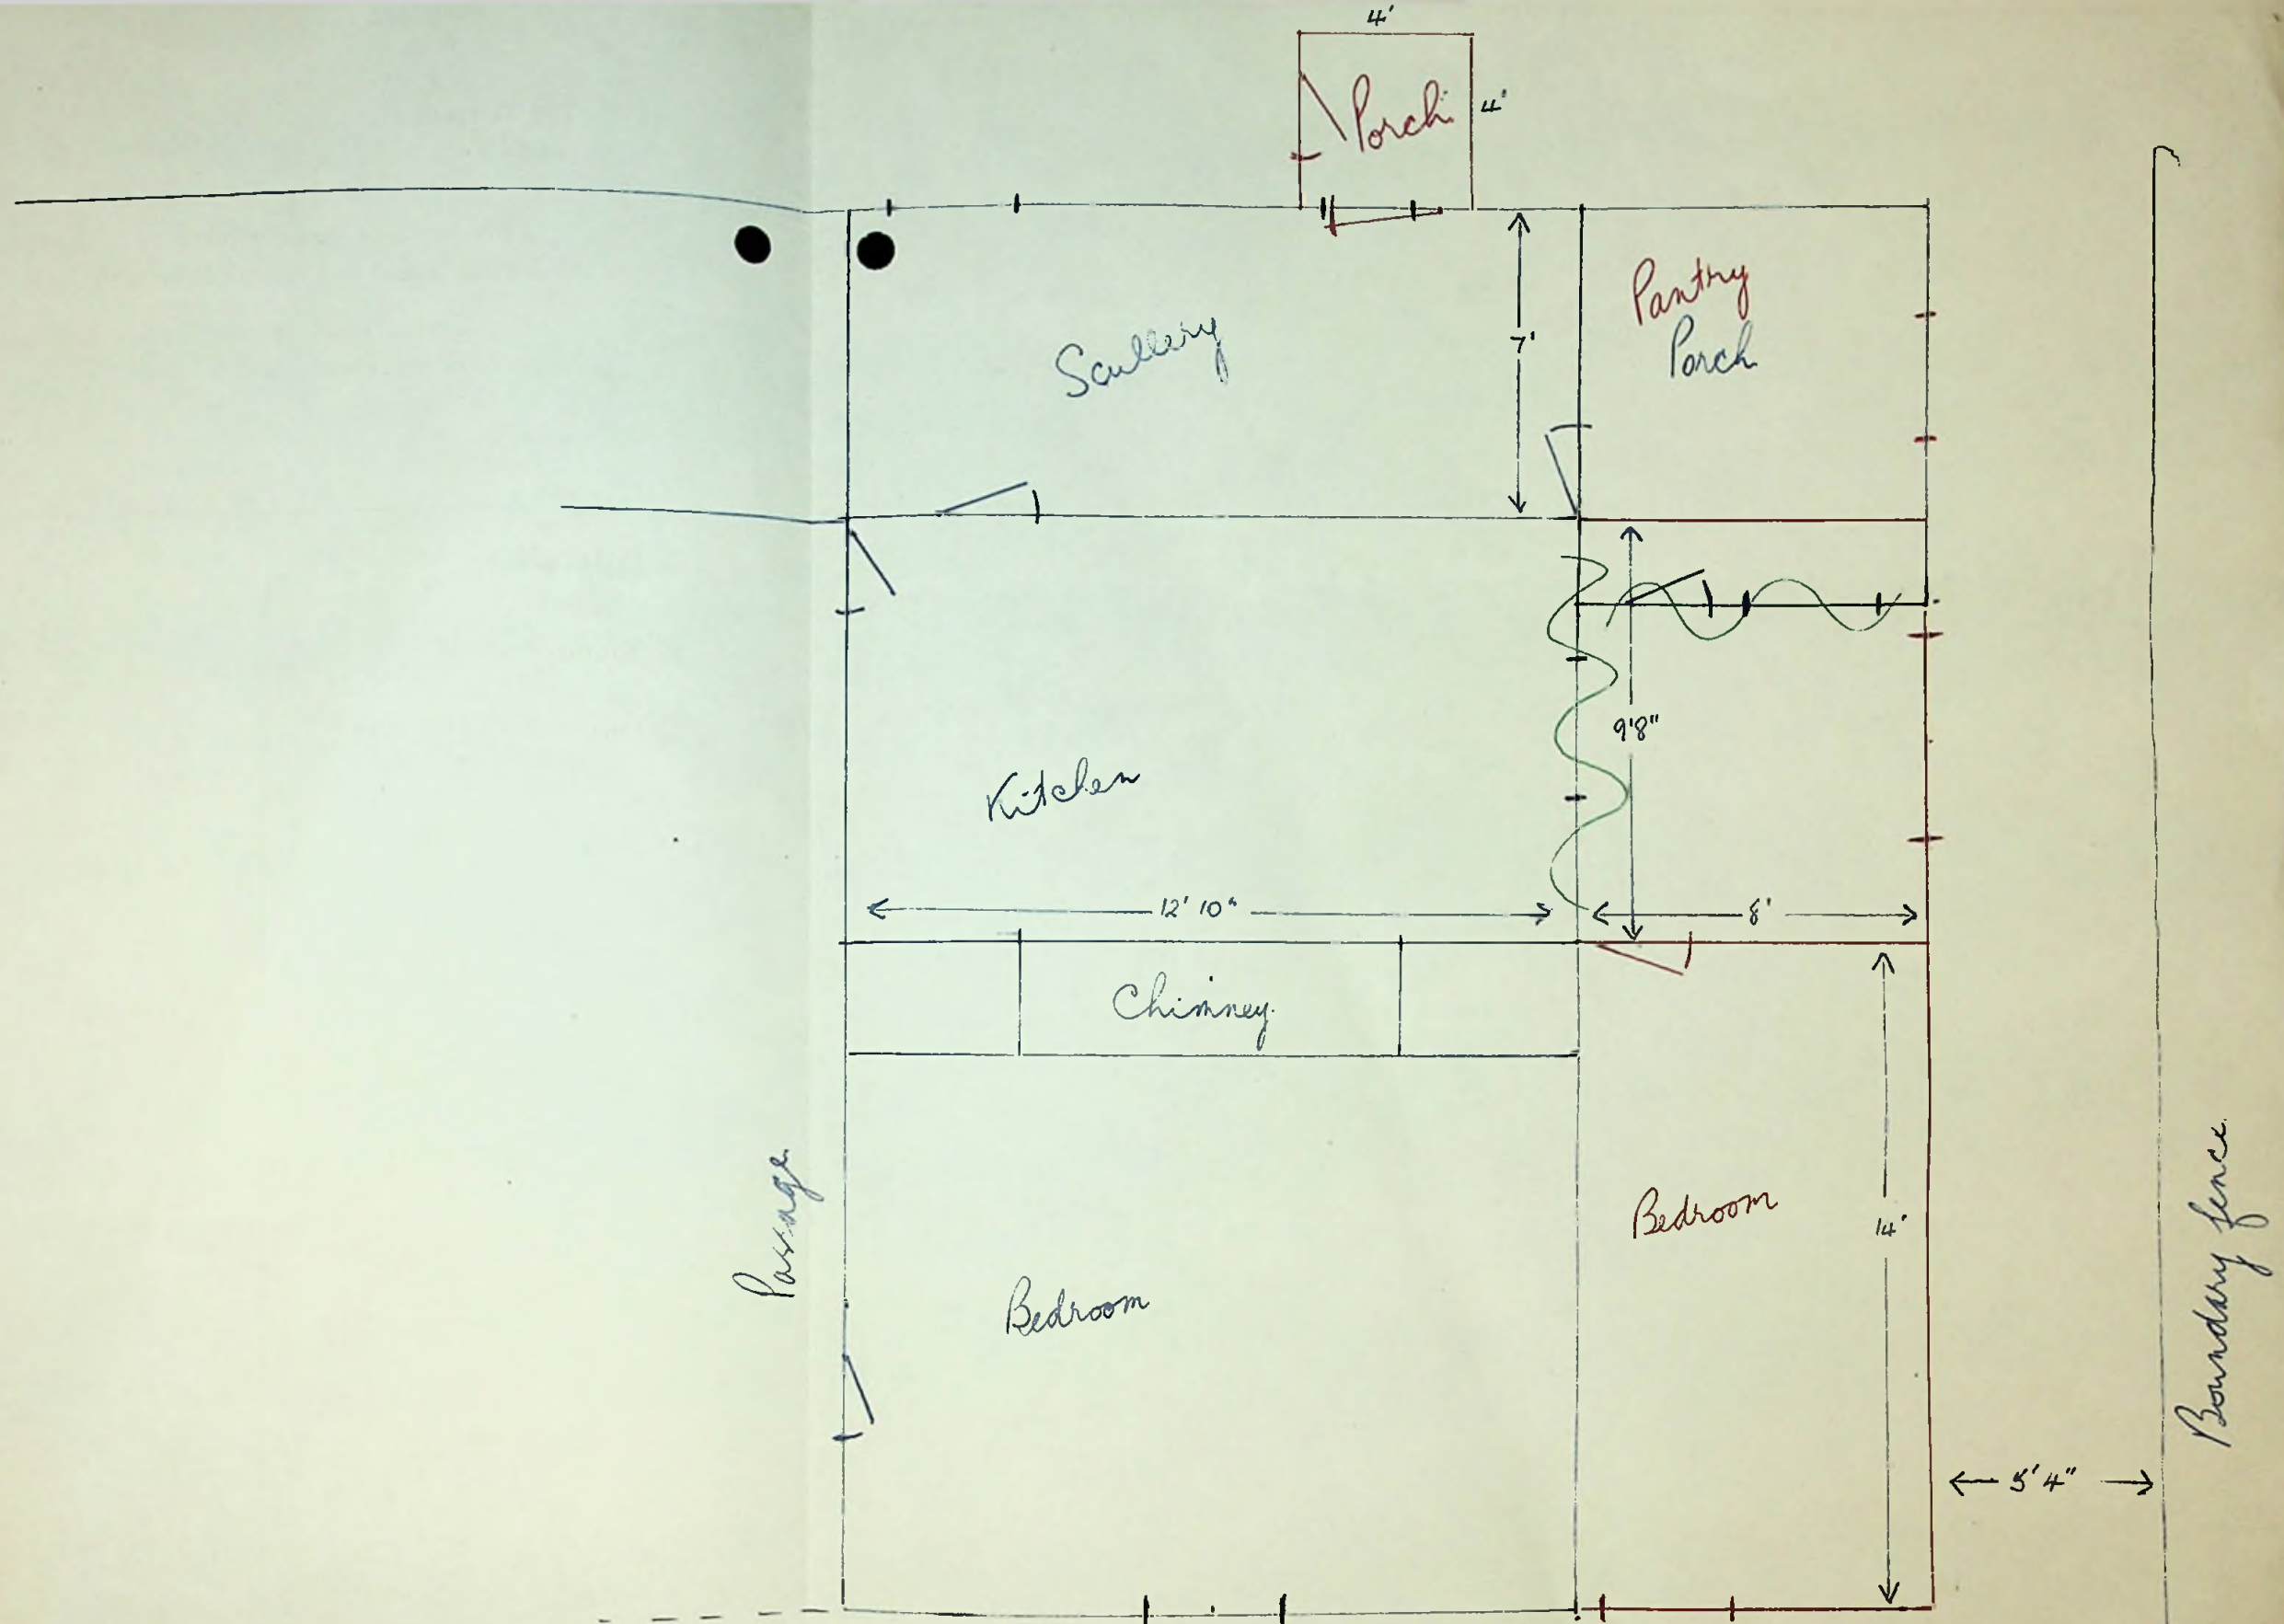 4'
Porch
4'
Scullery
7'
Pantry
Porch
9'8"
Kitchen
12' 10"
8'
Chimney.
14'
Passage
Bedroom
Bedroom
5'4"
Boundary fence